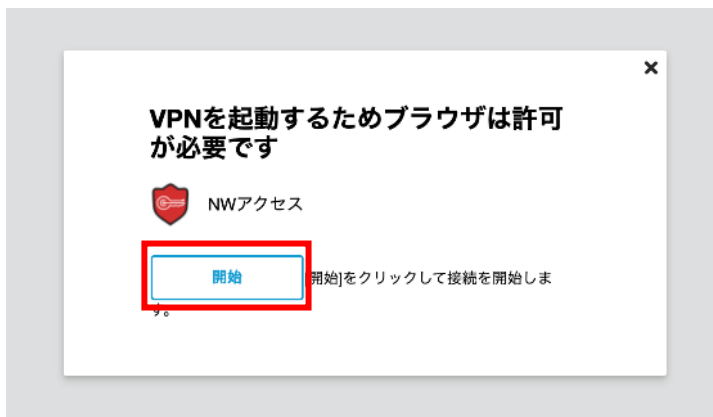 VPNを起動するためブラウザは許可
が必要です
NWアクセス
開始
開始]をクリックして接続を開始しま
す。